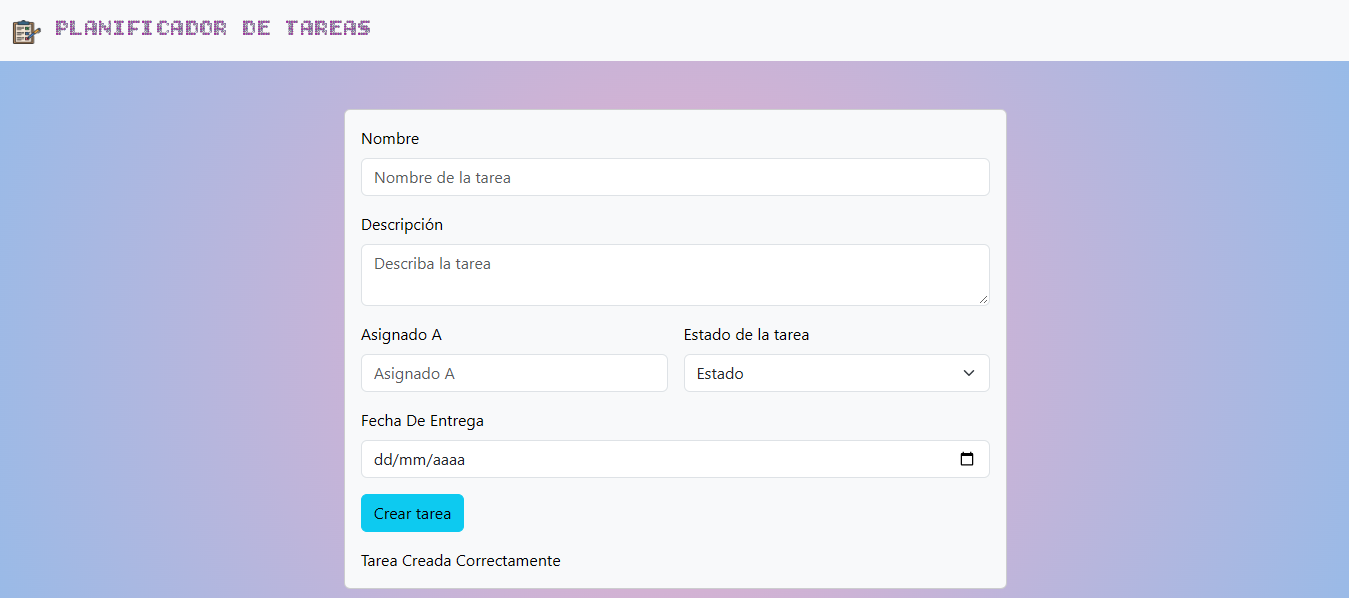 PLANIFICADOR DE TAREAS
Nombre
Nombre de la tarea
Descripción
Describa la tarea
Asignado A
Estado de la tarea
Asignado A
Estado
Fecha De Entrega
dd/mm/aaaa
Crear tarea
Tarea Creada Correctamente